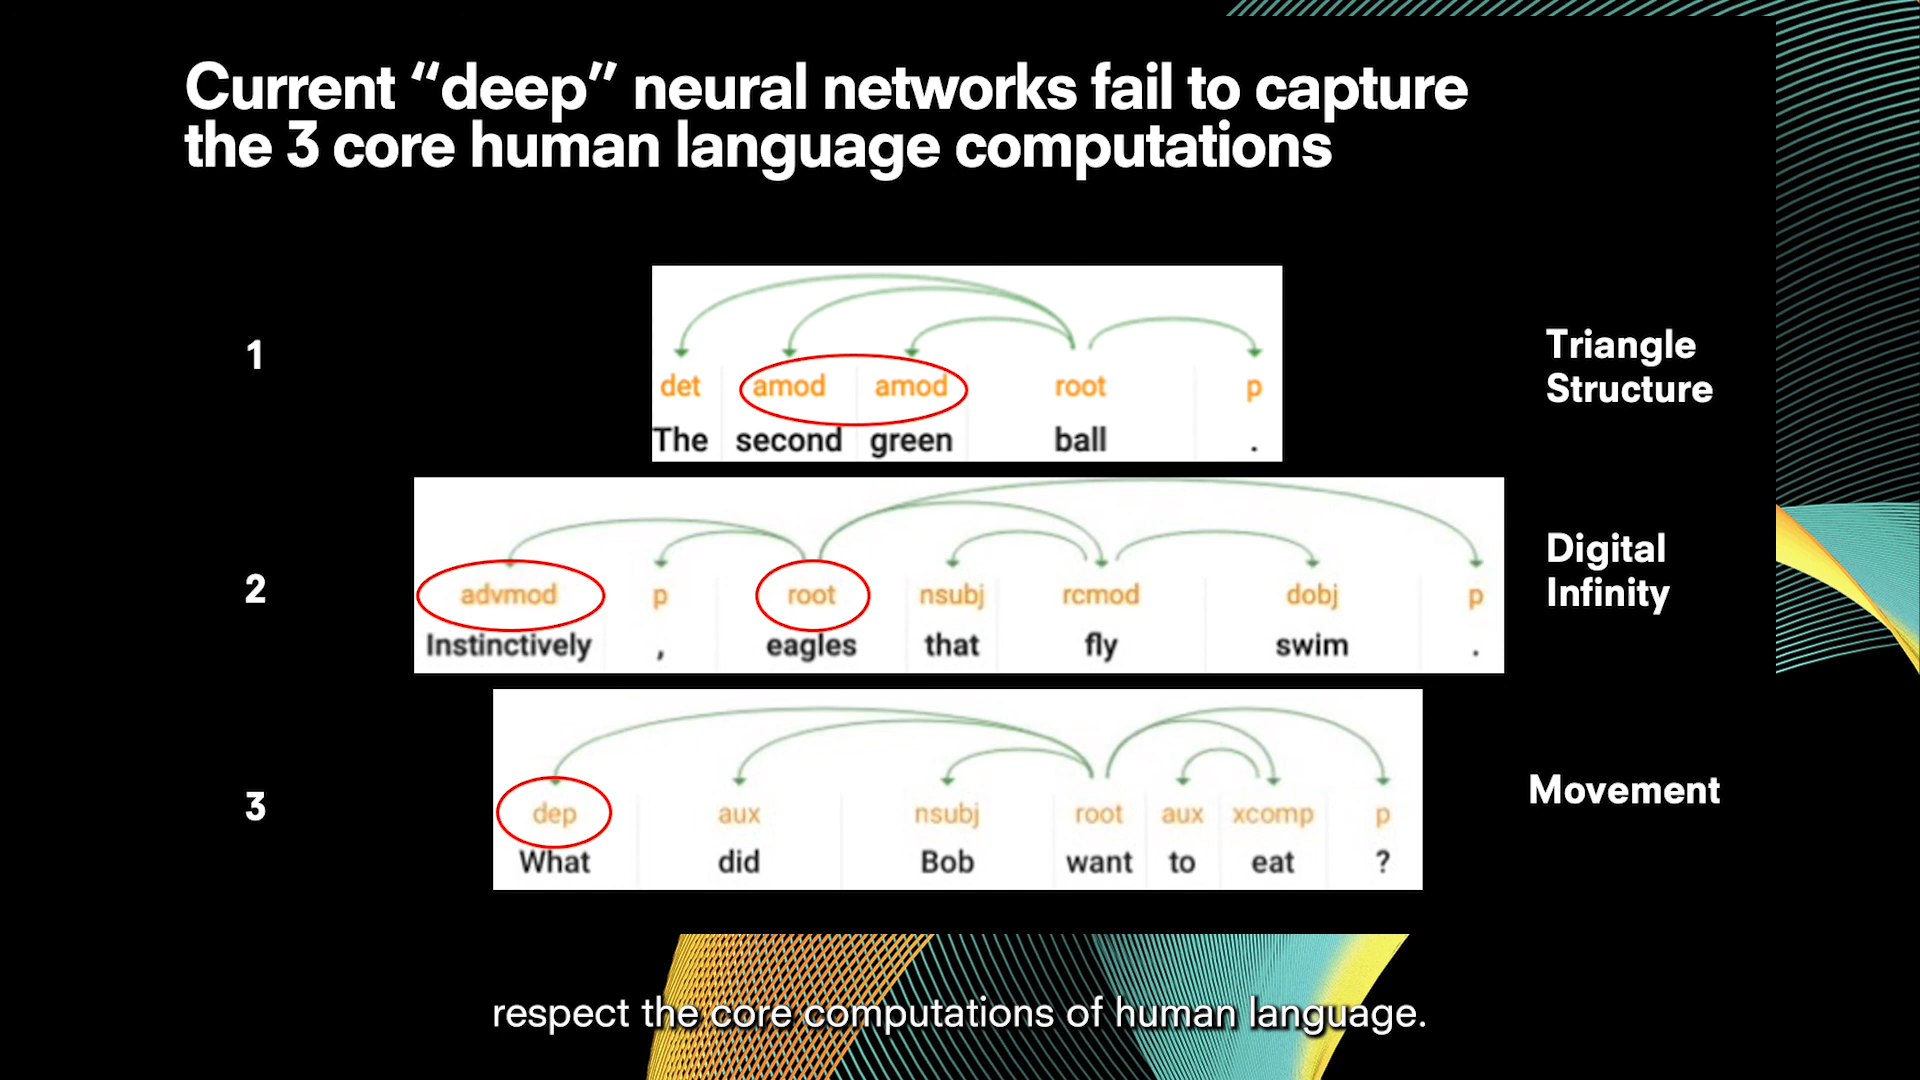 Current “deep” neural networks fail to capture
the 3 core human language computations
1
det amod amod root p
The second green ball .
Triangle
Structure
2
advmod p root nsubj rcmod dobj p
Instinctively , eagles that fly swim .
Digital
Infinity
3
dep aux nsubj root aux xcomp p
What did Bob want to eat ?
Movement
respect the core computations of human language.